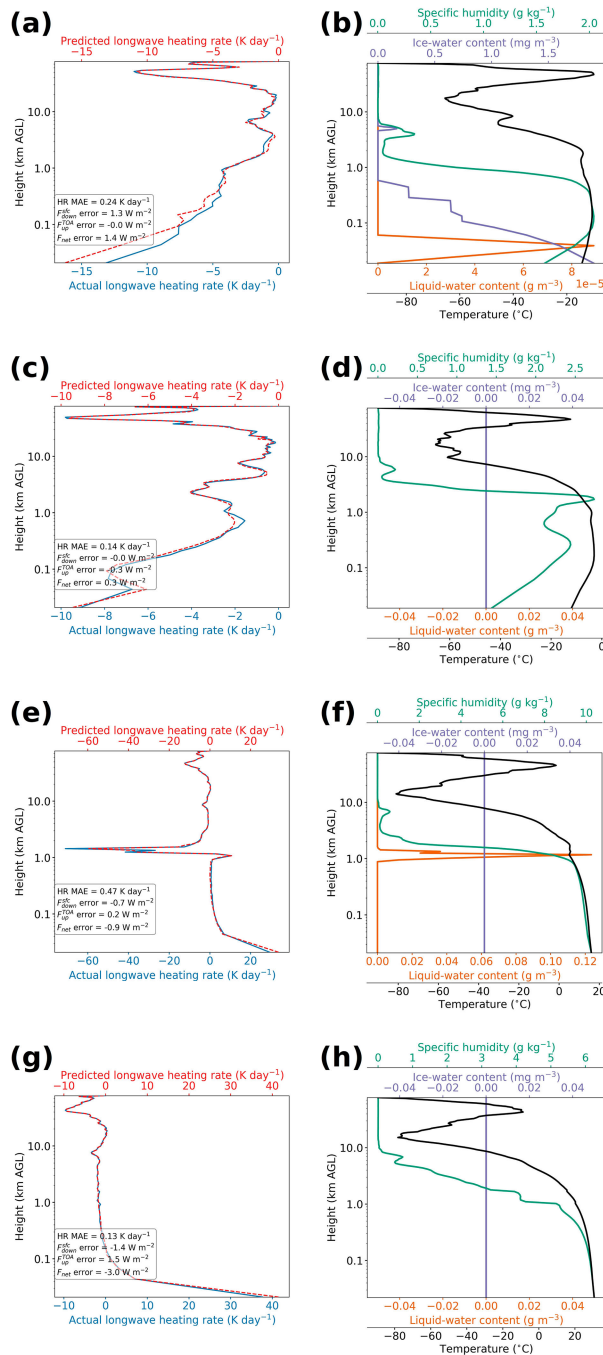 (a)
Predicted longwave heating rate (K day⁻¹)
−15 −10 −5 0
10.0
1.0
0.1
Height (km AGL)
HR MAE = 0.24 K day⁻¹
F^sfc_down error = 1.3 W m⁻²
F^TOA_up error = -0.0 W m⁻²
F_net error = 1.4 W m⁻²
−15 −10 −5 0
Actual longwave heating rate (K day⁻¹)
(b)
Specific humidity (g kg⁻¹)
0.0 0.5 1.0 1.5 2.0
Ice-water content (mg m⁻³)
0.0 0.5 1.0 1.5
10.0
1.0
0.1
Height (km AGL)
0 2 4 6 8
Liquid-water content (g m⁻³) 1e−5
−80 −60 −40 −20
Temperature (°C)
(c)
Predicted longwave heating rate (K day⁻¹)
−10 −8 −6 −4 −2 0
10.0
1.0
0.1
Height (km AGL)
HR MAE = 0.14 K day⁻¹
F^sfc_down error = -0.0 W m⁻²
F^TOA_up error = -0.3 W m⁻²
F_net error = 0.3 W m⁻²
−10 −8 −6 −4 −2 0
Actual longwave heating rate (K day⁻¹)
(d)
Specific humidity (g kg⁻¹)
0.0 0.5 1.0 1.5 2.0 2.5
Ice-water content (mg m⁻³)
−0.04 −0.02 0.00 0.02 0.04
10.0
1.0
0.1
Height (km AGL)
−0.04 −0.02 0.00 0.02 0.04
Liquid-water content (g m⁻³)
−80 −60 −40 −20 0
Temperature (°C)
(e)
Predicted longwave heating rate (K day⁻¹)
−60 −40 −20 0 20
10.0
1.0
0.1
Height (km AGL)
HR MAE = 0.47 K day⁻¹
F^sfc_down error = -0.7 W m⁻²
F^TOA_up error = 0.2 W m⁻²
F_net error = -0.9 W m⁻²
−60 −40 −20 0 20
Actual longwave heating rate (K day⁻¹)
(f)
Specific humidity (g kg⁻¹)
0 2 4 6 8 10
Ice-water content (mg m⁻³)
−0.04 −0.02 0.00 0.02 0.04
10.0
1.0
0.1
Height (km AGL)
0.00 0.02 0.04 0.06 0.08 0.10 0.12
Liquid-water content (g m⁻³)
−80 −60 −40 −20 0
Temperature (°C)
(g)
Predicted longwave heating rate (K day⁻¹)
−10 0 10 20 30 40
10.0
1.0
0.1
Height (km AGL)
HR MAE = 0.13 K day⁻¹
F^sfc_down error = -1.4 W m⁻²
F^TOA_up error = 1.5 W m⁻²
F_net error = -3.0 W m⁻²
−10 0 10 20 30 40
Actual longwave heating rate (K day⁻¹)
(h)
Specific humidity (g kg⁻¹)
0 1 2 3 4 5 6
Ice-water content (mg m⁻³)
−0.04 −0.02 0.00 0.02 0.04
10.0
1.0
0.1
Height (km AGL)
−0.04 −0.02 0.00 0.02 0.04
Liquid-water content (g m⁻³)
−80 −60 −40 −20 0 20
Temperature (°C)